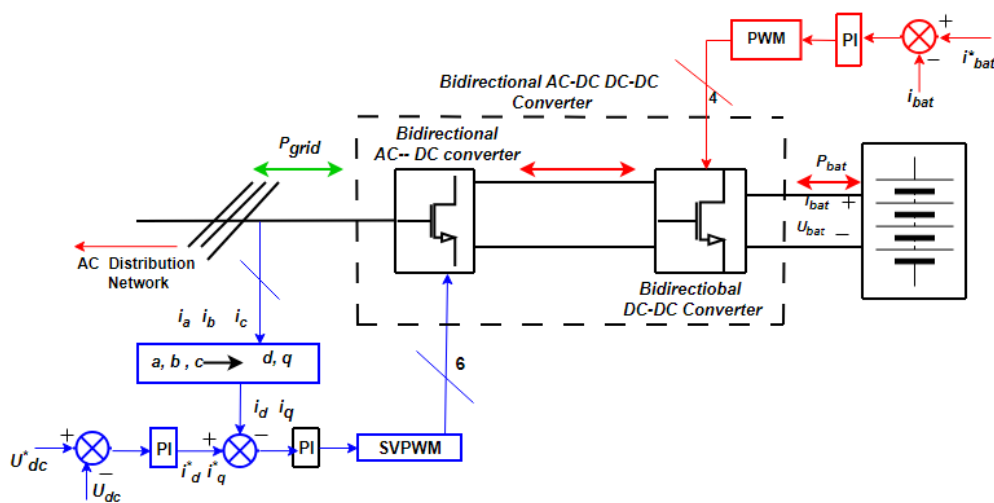 PWM
PI
+
−
i*bat
ibat
4
Bidirectional AC-DC DC-DC
Converter
Pgrid
Bidirectional
AC-- DC converter
Pbat
Ibat
+
Ubat
−
AC Distribution
Network
Bidirectiobal
DC-DC Converter
ia ib ic
a, b , c d, q
6
id iq
+
U*dc
−
Udc
PI
+
i*d i*q
−
PI
SVPWM